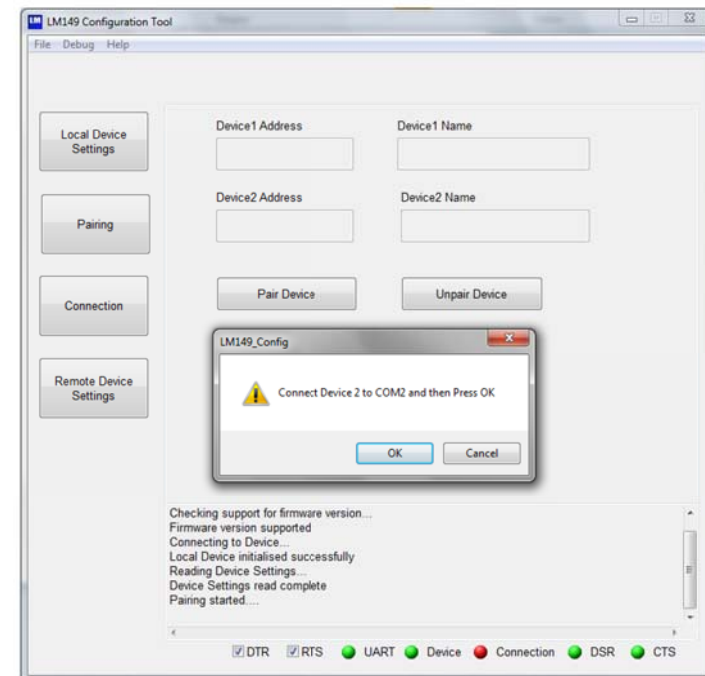 LM LM149 Configuration Tool
File Debug Help
Local Device
Settings
Device1 Address
Device1 Name
Device2 Address
Device2 Name
Pairing
Pair Device
Unpair Device
Connection
LM149_Config
Connect Device 2 to COM2 and then Press OK
OK
Cancel
Remote Device
Settings
Checking support for firmware version...
Firmware version supported
Connecting to Device...
Local Device initialised successfully
Reading Device Settings...
Device Settings read complete
Pairing started....
DTR RTS UART Device Connection DSR CTS